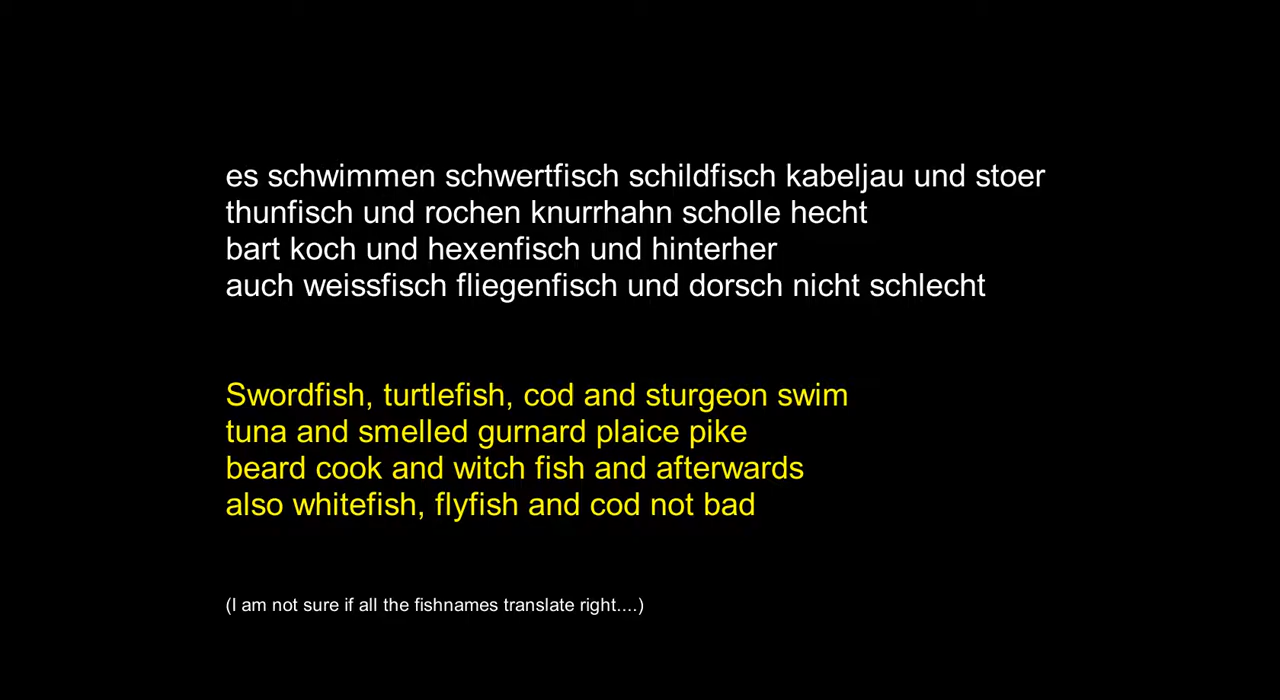 es schwimmen schwertfisch schildfisch kabeljau und stoer
thunfisch und rochen knurrhahn scholle hecht
bart koch und hexenfisch und hinterher
auch weissfisch fliegenfisch und dorsch nicht schlecht
Swordfish, turtlefish, cod and sturgeon swim
tuna and smelled gurnard plaice pike
beard cook and witch fish and afterwards
also whitefish, flyfish and cod not bad
(I am not sure if all the fishnames translate right....)